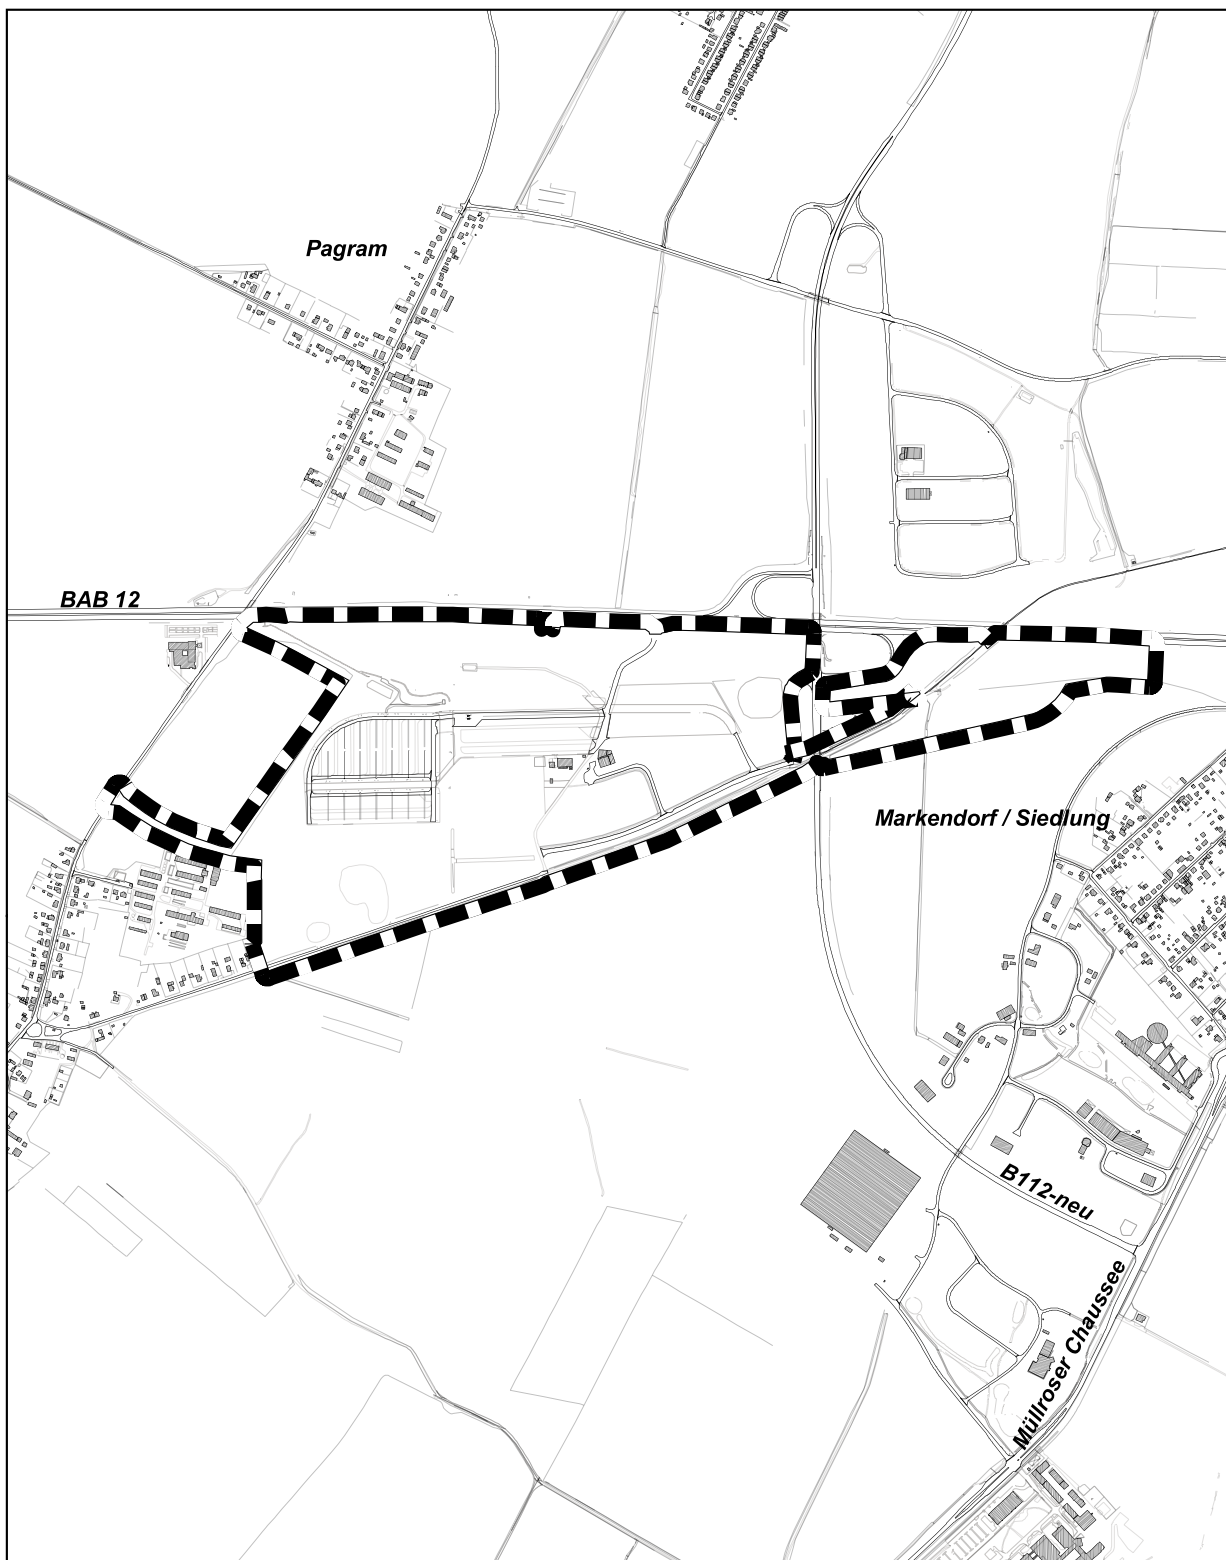 Pagram
BAB 12
Markendorf / Siedlung
B112-neu
Müllroser Chaussee